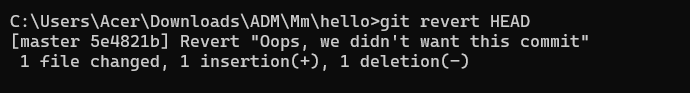 C:\Users\Acer\Downloads\ADM\Mm\hello>git revert HEAD
[master 5e4821b] Revert "Oops, we didn't want this commit"
 1 file changed, 1 insertion(+), 1 deletion(-)